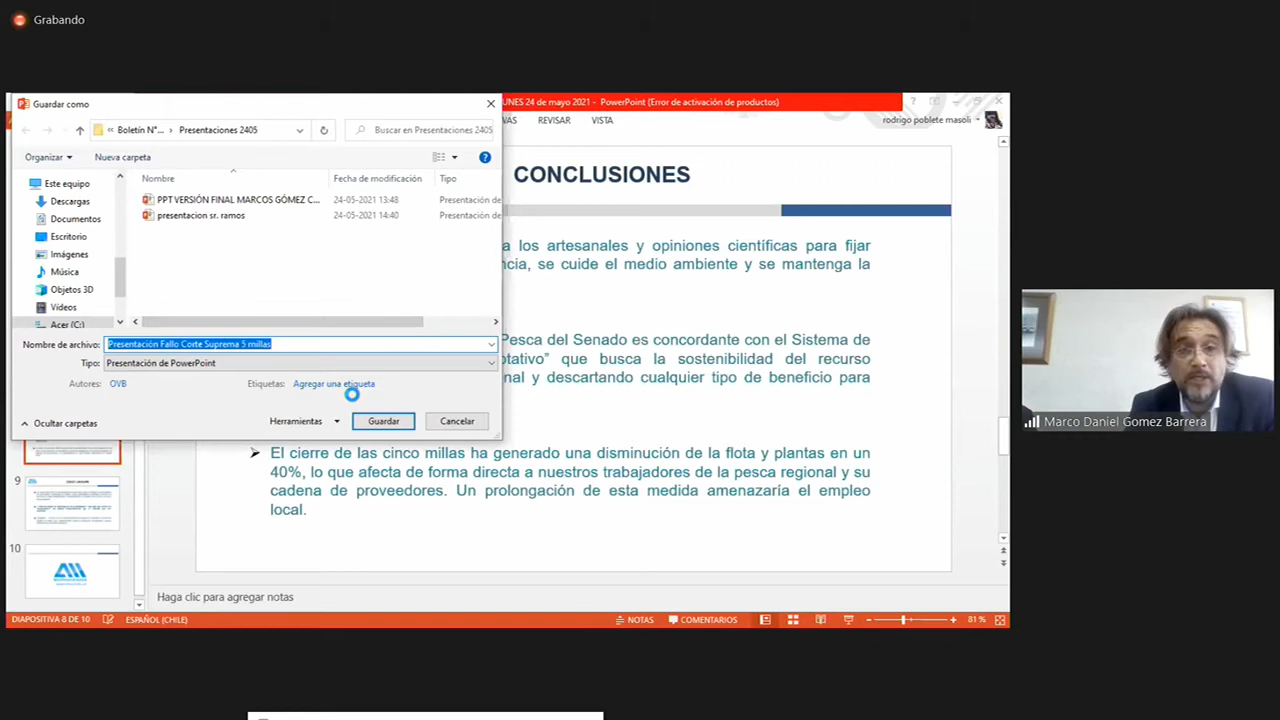 Grabando
Guardar como
UNES 24 de mayo 2021 - PowerPoint (Error de activación de productos)
Boletín N°...
Presentaciones 2405
Buscar en Presentaciones 2405
REVISAR
VISTA
rodrigo poblete masoli
Organizar
Nueva carpeta
Nombre
Fecha de modificación
Tipo
Este equipo
Descargas
Documentos
Escritorio
Imágenes
Música
Objetos 3D
Vídeos
Acer (C:)
PPT VERSIÓN FINAL MARCOS GÓMEZ C...
24-05-2021 13:48
Presentación de
presentacion sr. ramos
24-05-2021 14:40
Presentación de
Nombre de archivo:
Presentación Fallo Corte Suprema 5 millas
Tipo:
Presentación de PowerPoint
Autores:
OVB
Etiquetas:
Agregar una etiqueta
Ocultar carpetas
Herramientas
Guardar
Cancelar
CONCLUSIONES
a los artesanales y opiniones científicas para fijar
ncia, se cuide el medio ambiente y se mantenga la
Pesca del Senado es concordante con el Sistema de
ptativo” que busca la sostenibilidad del recurso
nal y descartando cualquier tipo de beneficio para
El cierre de las cinco millas ha generado una disminución de la flota y plantas en un
40%, lo que afecta de forma directa a nuestros trabajadores de la pesca regional y su
cadena de proveedores. Un prolongación de esta medida amenazaría el empleo
local.
9
10
Haga clic para agregar notas
DIAPOSITIVA 8 DE 10
ESPAÑOL (CHILE)
NOTAS
COMENTARIOS
81 %
Marco Daniel Gomez Barrera